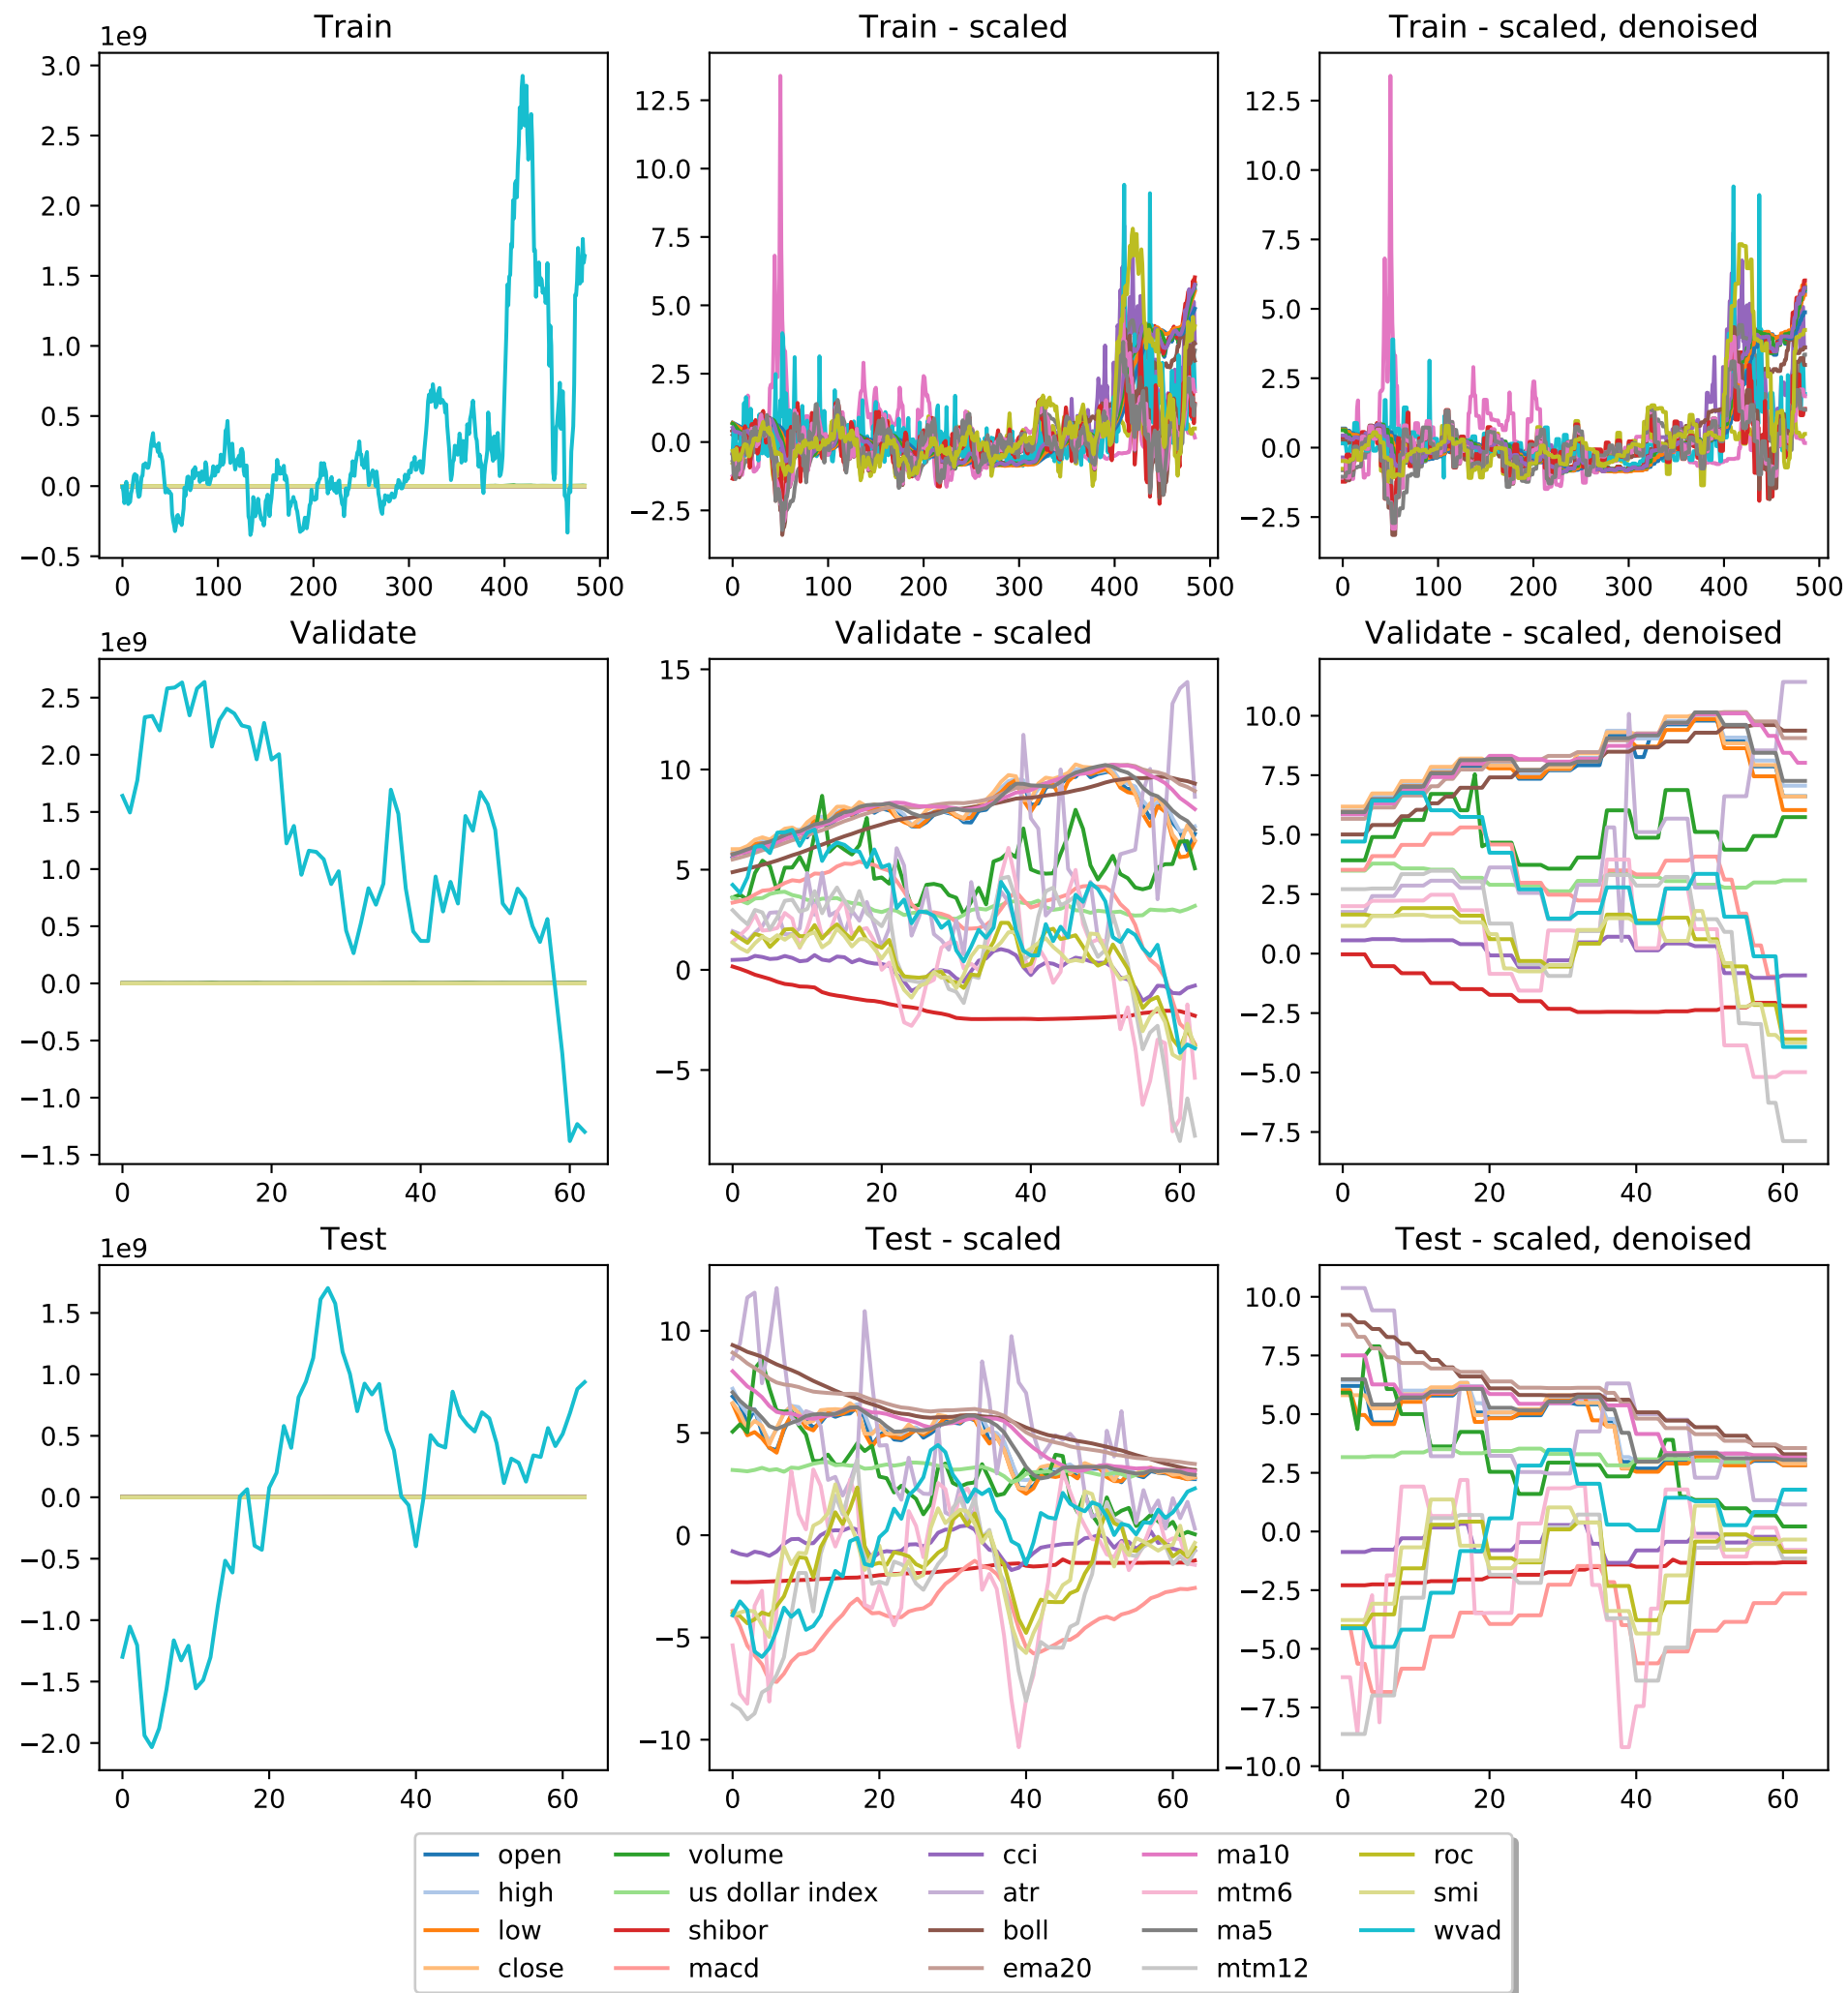 Train
Train - scaled
Train - scaled, denoised
1e9
3.0
2.5
2.0
1.5
1.0
0.5
0.0
−0.5
0 100 200 300 400 500
12.5
10.0
7.5
5.0
2.5
0.0
−2.5
0 100 200 300 400 500
12.5
10.0
7.5
5.0
2.5
0.0
−2.5
0 100 200 300 400 500
Validate
Validate - scaled
Validate - scaled, denoised
1e9
2.5
2.0
1.5
1.0
0.5
0.0
−0.5
−1.0
−1.5
0 20 40 60
15
10
5
0
−5
0 20 40 60
10.0
7.5
5.0
2.5
0.0
−2.5
−5.0
−7.5
0 20 40 60
Test
Test - scaled
Test - scaled, denoised
1e9
1.5
1.0
0.5
0.0
−0.5
−1.0
−1.5
−2.0
0 20 40 60
10
5
0
−5
−10
0 20 40 60
10.0
7.5
5.0
2.5
0.0
−2.5
−5.0
−7.5
−10.0
0 20 40 60
open
high
low
close
volume
us dollar index
shibor
macd
cci
atr
boll
ema20
ma10
mtm6
ma5
mtm12
roc
smi
wvad